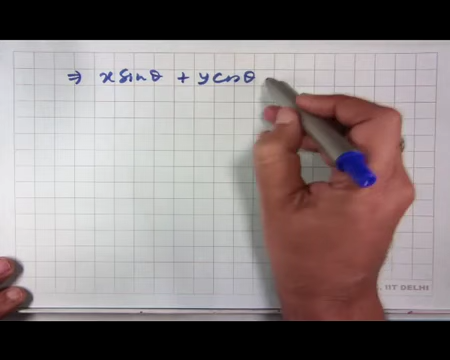 ⇒ x sinθ + y cosθ
IIT DELHI